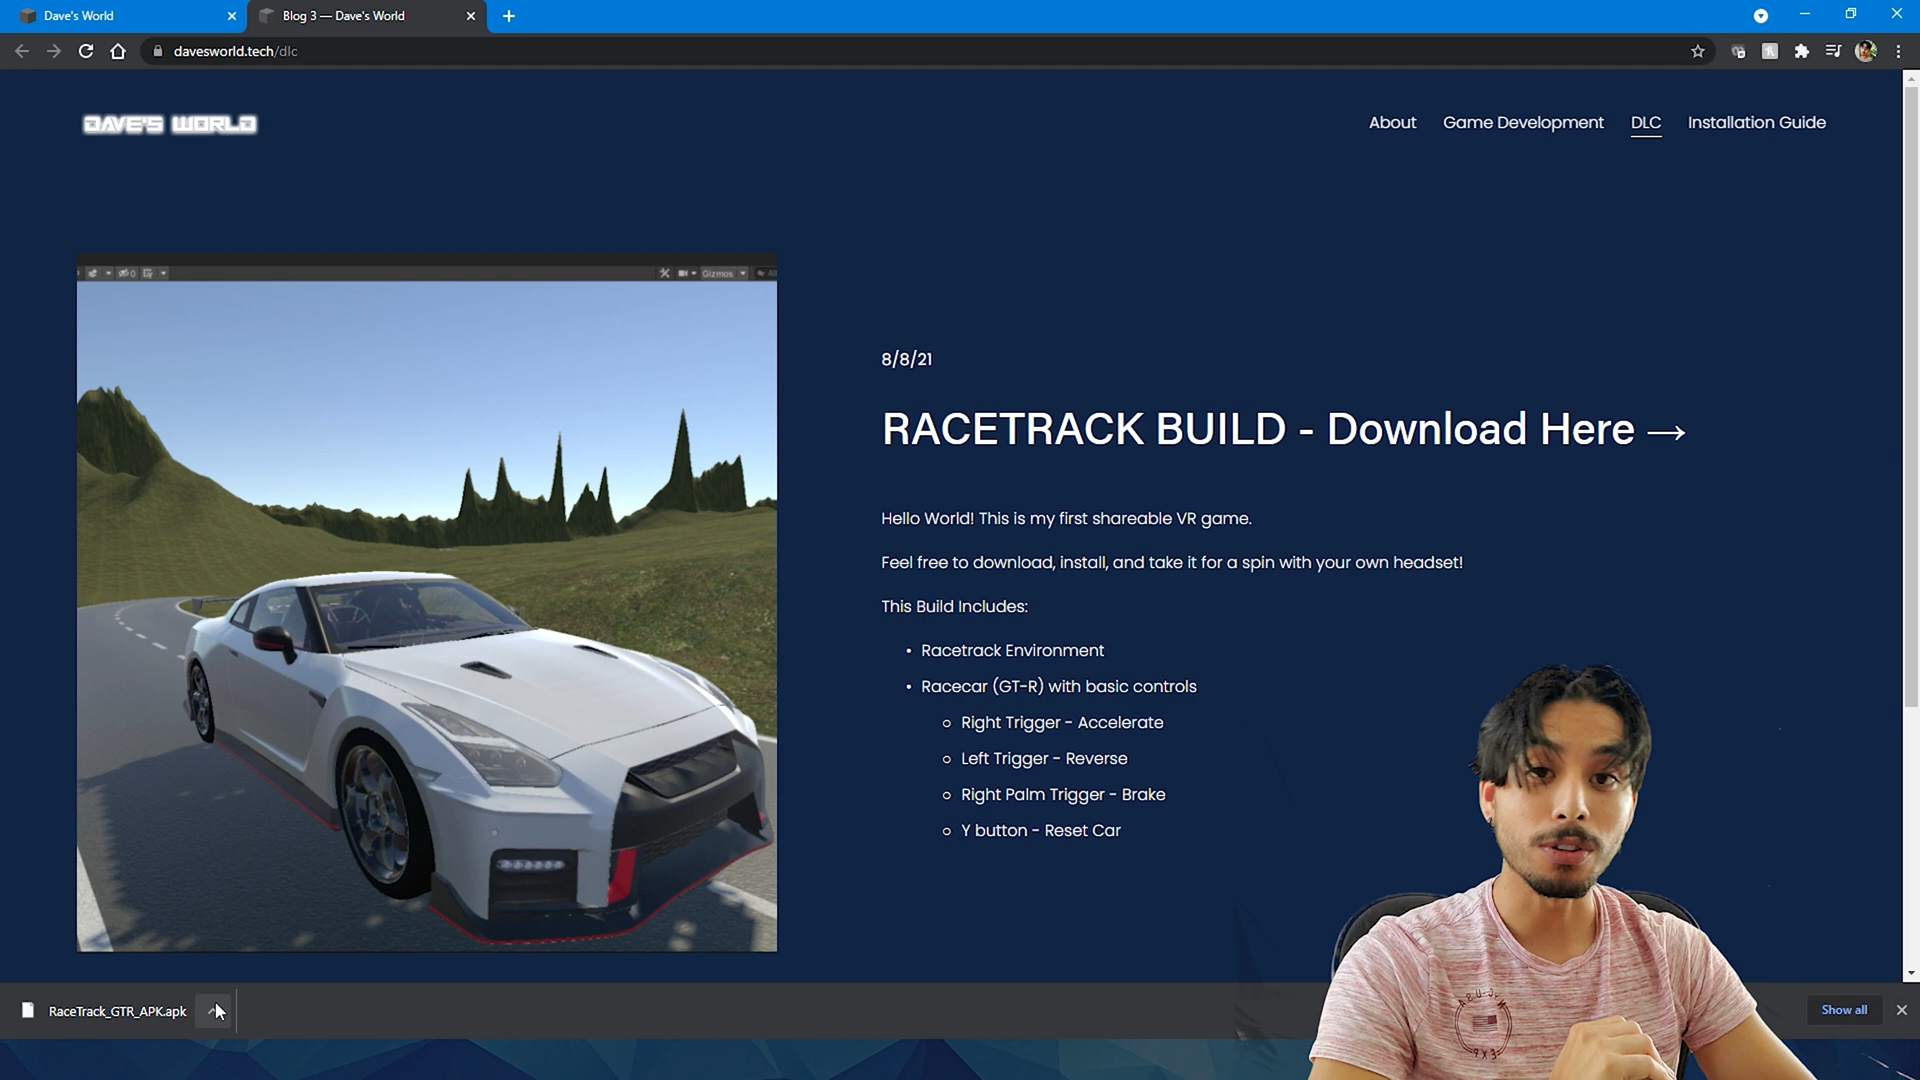 Dave's World
Blog 3 — Dave's World
davesworld.tech/dlc
DAVE'S WORLD
About
Game Development
DLC
Installation Guide
Gizmos
8/8/21
RACETRACK BUILD - Download Here →
Hello World! This is my first shareable VR game.
Feel free to download, install, and take it for a spin with your own headset!
This Build Includes:
• Racetrack Environment
• Racecar (GT-R) with basic controls
○ Right Trigger - Accelerate
○ Left Trigger - Reverse
○ Right Palm Trigger - Brake
○ Y button - Reset Car
RaceTrack_GTR_APK.apk
Show all